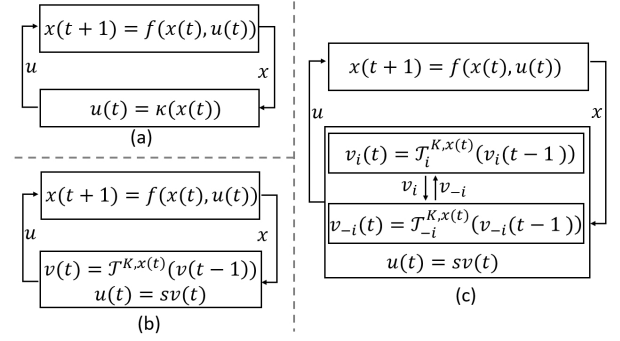 x(t + 1) = f(x(t), u(t))
u
x
u(t) = κ(x(t))
(a)
x(t + 1) = f(x(t), u(t))
u
x
v(t) = 𝒯^{K,x(t)}(v(t − 1))
u(t) = sv(t)
(b)
x(t + 1) = f(x(t), u(t))
u
x
v_i(t) = 𝒯_i^{K,x(t)}(v_i(t − 1))
v_i
v_{−i}
v_{−i}(t) = 𝒯_{−i}^{K,x(t)}(v_{−i}(t − 1))
u(t) = sv(t)
(c)